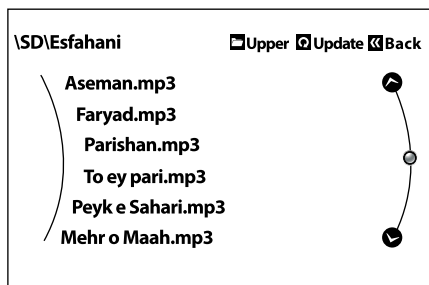 \SD\Esfahani Upper Update Back
Aseman.mp3
Faryad.mp3
Parishan.mp3
To ey pari.mp3
Peyk e Sahari.mp3
Mehr o Maah.mp3